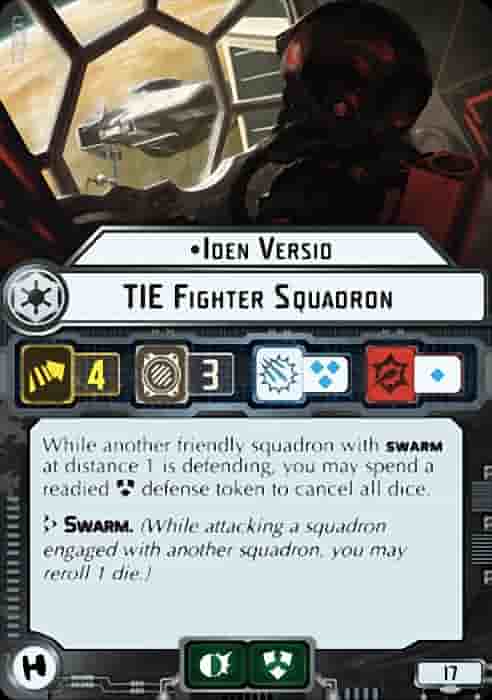 •Iden Versio
TIE Fighter Squadron
4
3
While another friendly squadron with SWARM
at distance 1 is defending, you may spend a
readied defense token to cancel all dice.
SWARM. (While attacking a squadron
engaged with another squadron, you may
reroll 1 die.)
17